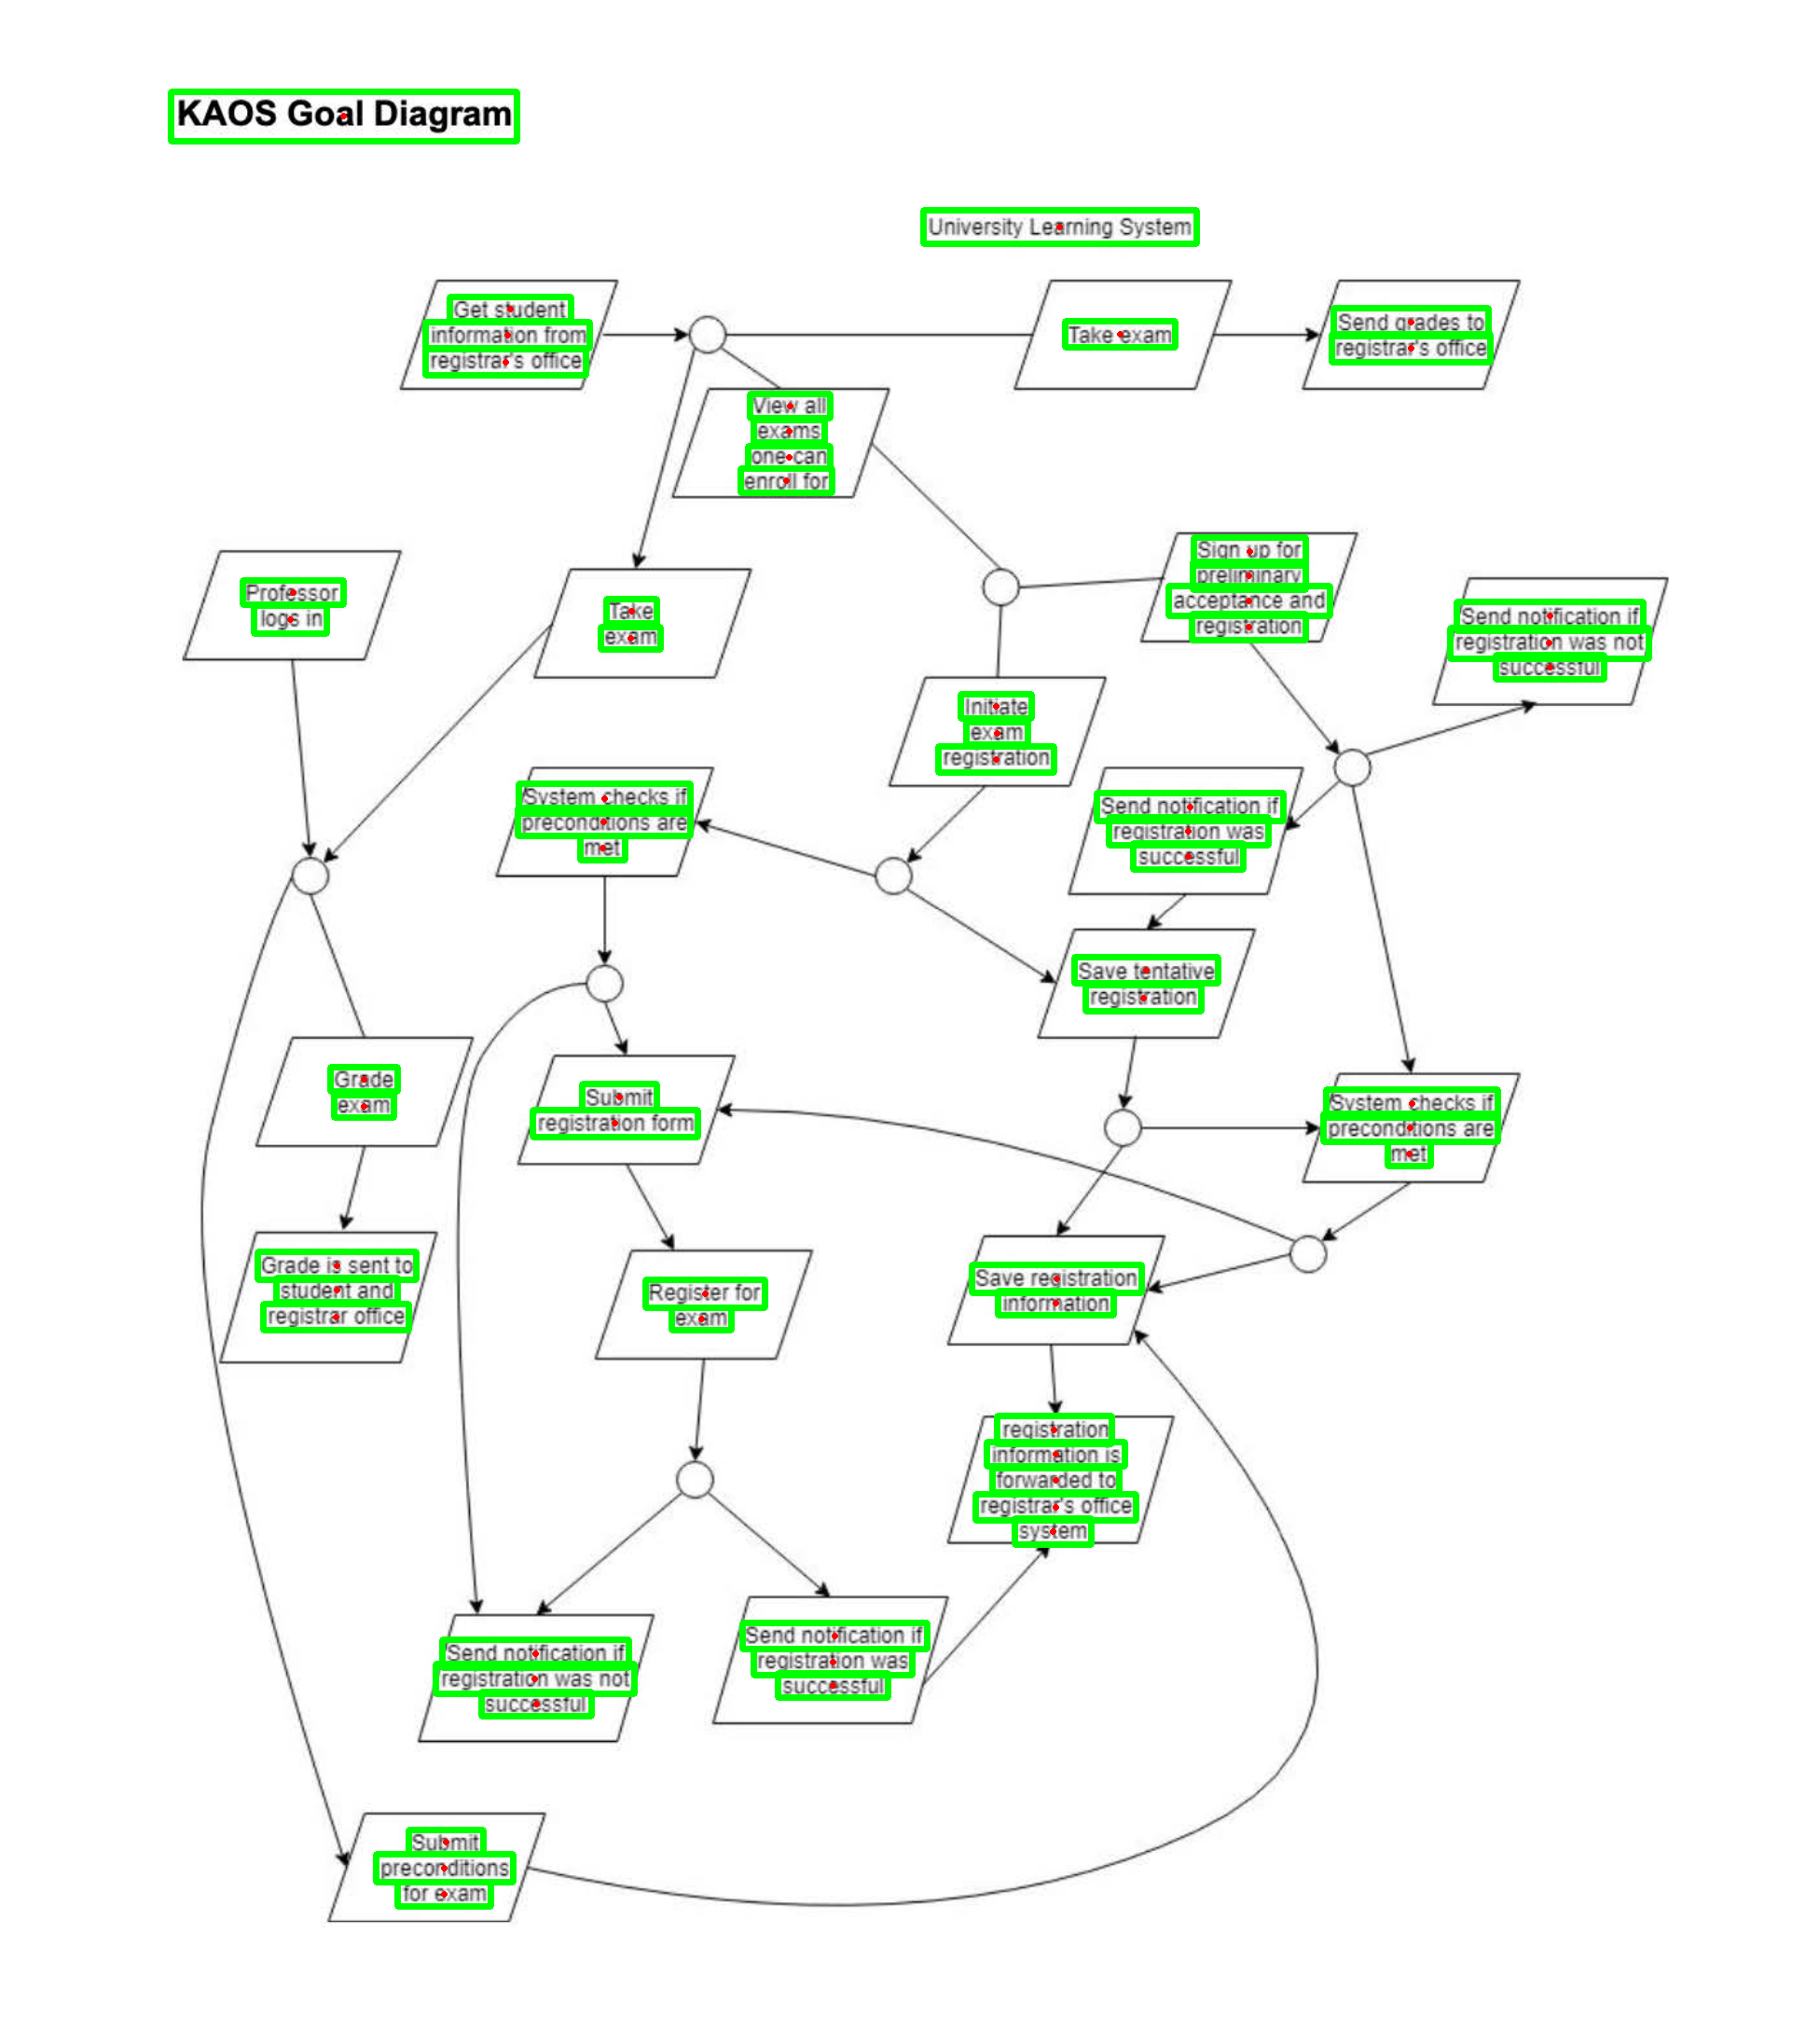 KAOS Goal Diagram
University Learning System
Get student
information from
registrar's office
Take exam
Send grades to
registrar's office
View all
exams
one can
enroll for
Sign up for
preliminary
acceptance and
registration
Professor
logs in
Take
exam
Send notification if
registration was not
successful
Initiate
exam
registration
System checks if
preconditions are
met
Send notification if
registration was
successful
Save tentative
registration
Grade
exam
Submit
registration form
System checks if
preconditions are
met
Grade is sent to
student and
registrar office
Register for
exam
Save registration
information
registration
information is
forwarded to
registrar's office
system
Send notification if
registration was not
successful
Send notification if
registration was
successful
Submit
preconditions
for exam